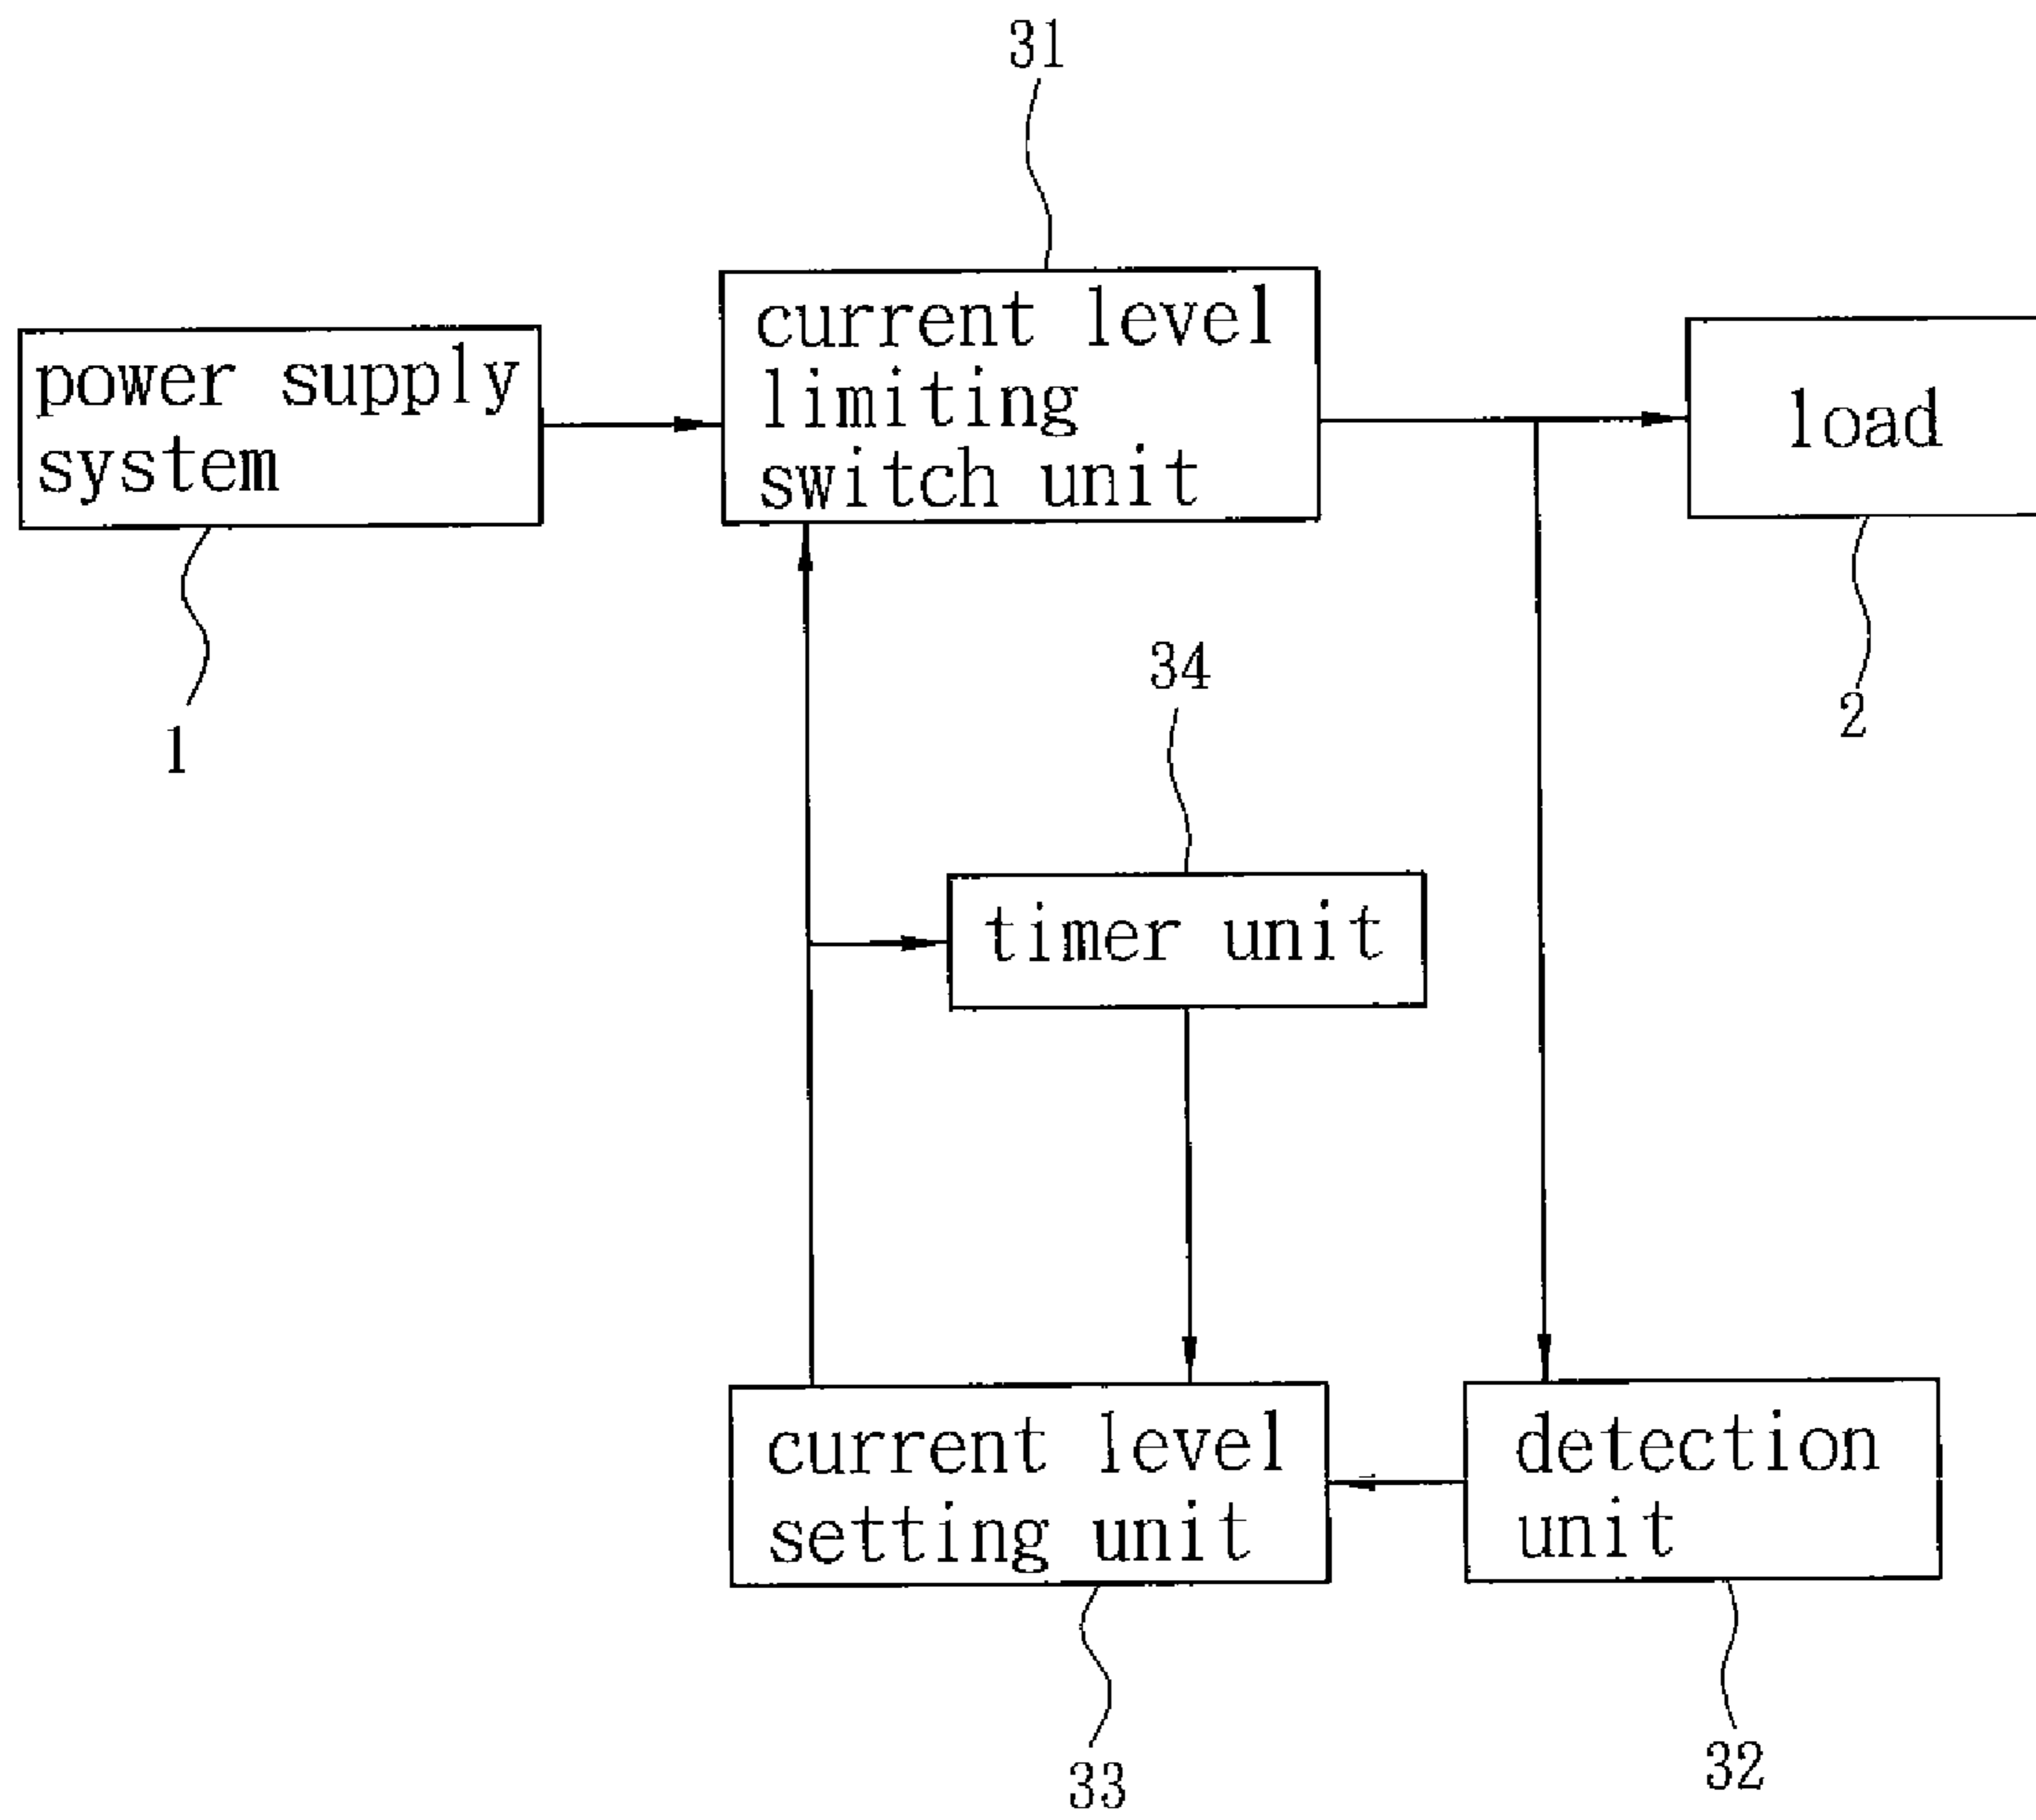 31
power supply
system
current level
limiting
switch unit
load
1
34
2
timer unit
current level
setting unit
detection
unit
33
32